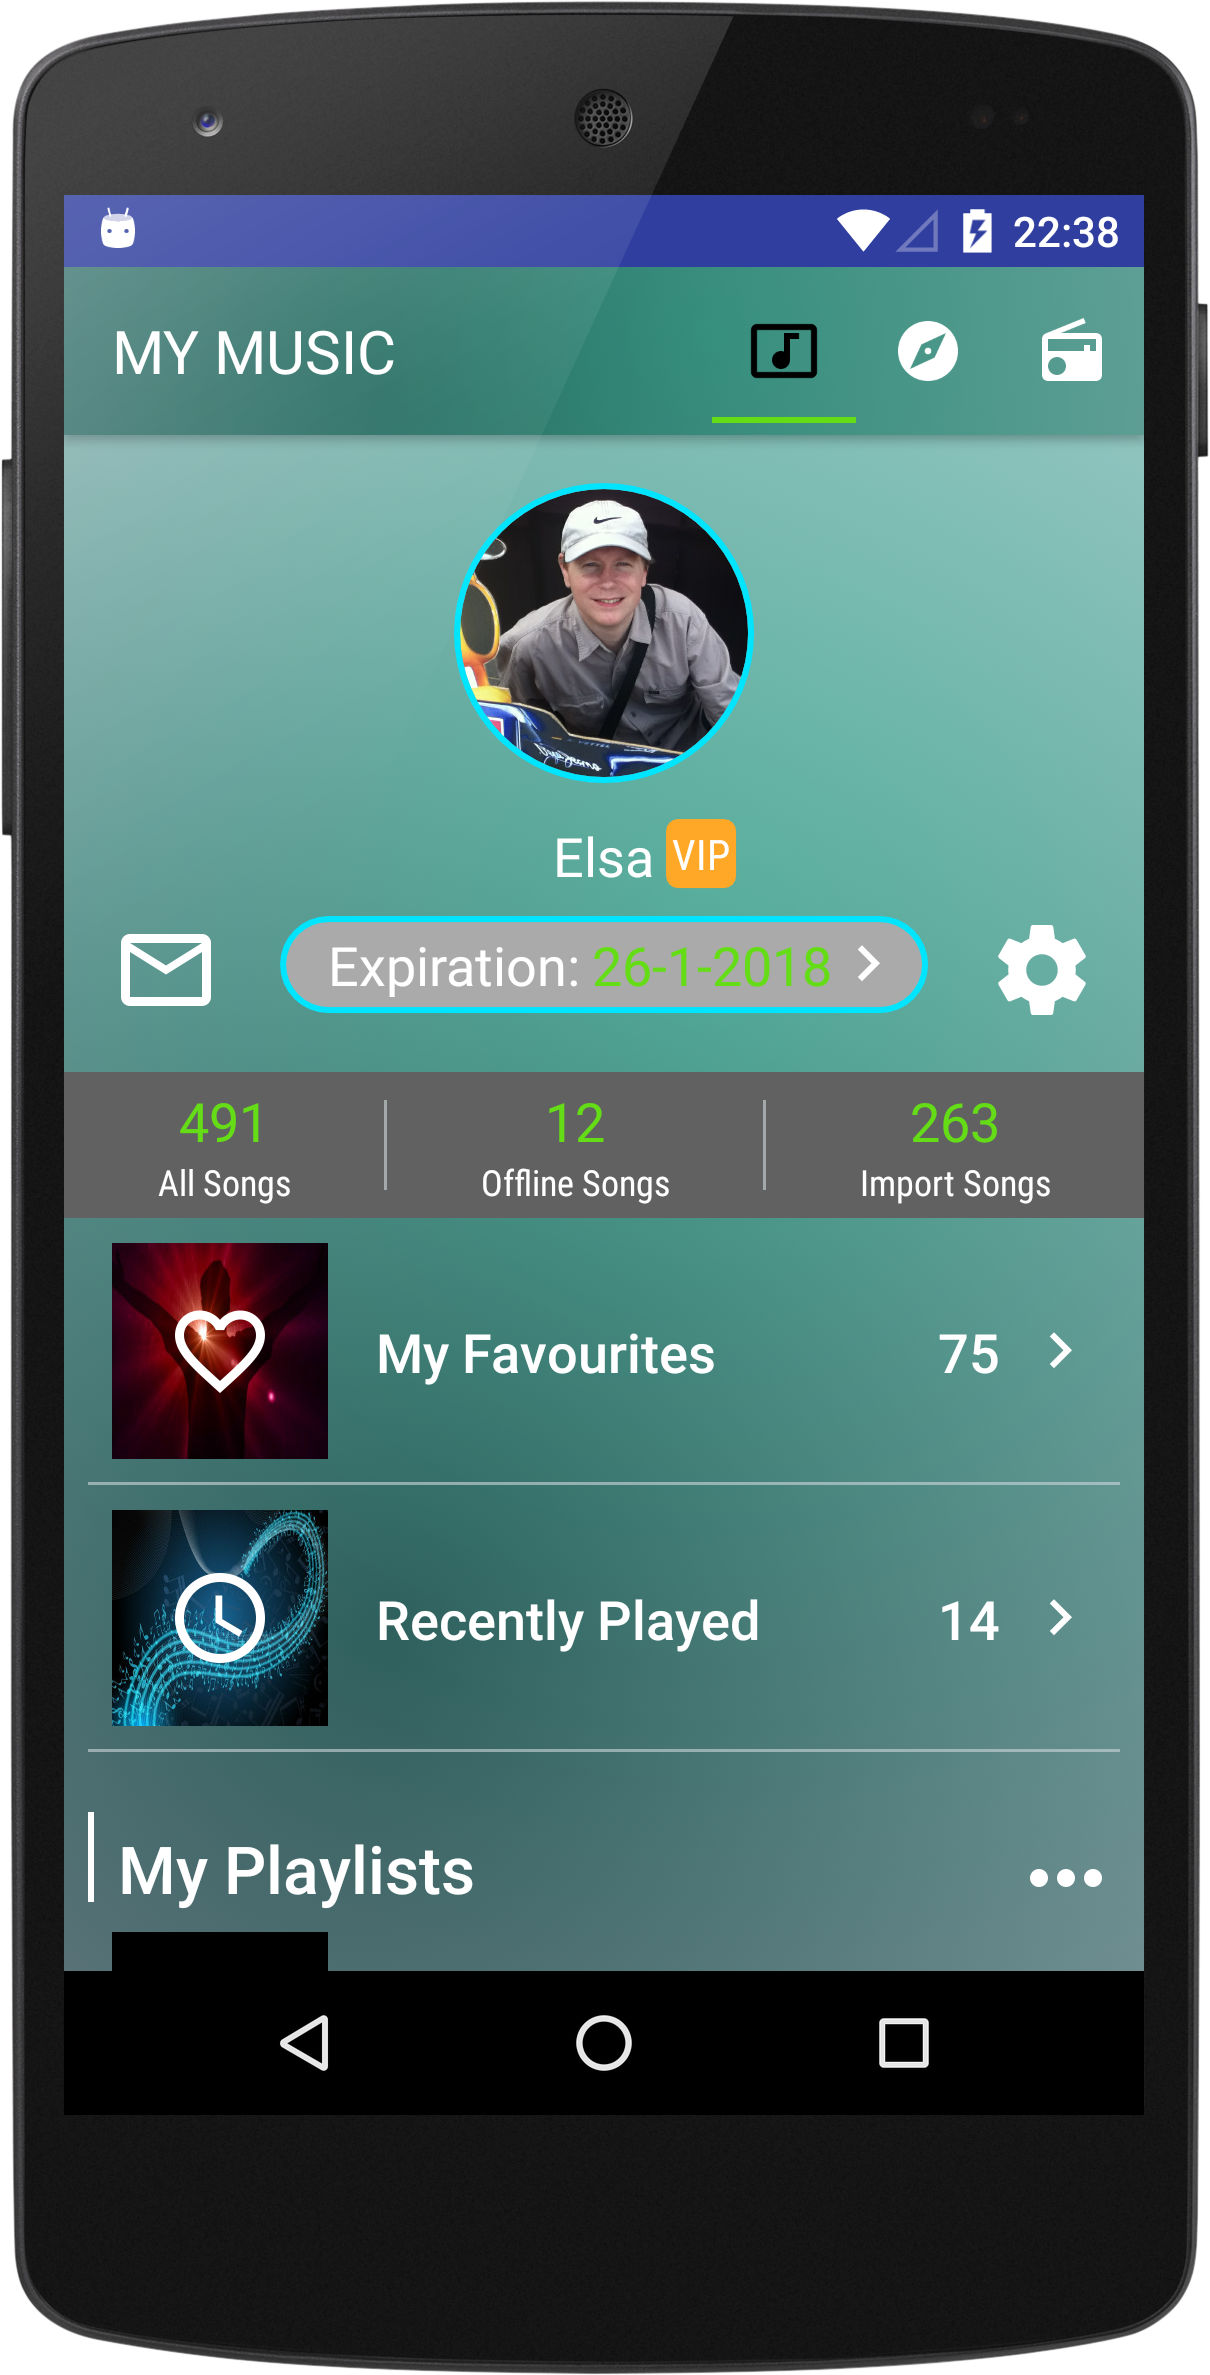 22:38
MY MUSIC
Elsa VIP
Expiration: 26-1-2018
491 12 263
All Songs Offline Songs Import Songs
My Favourites 75
Recently Played 14
My Playlists